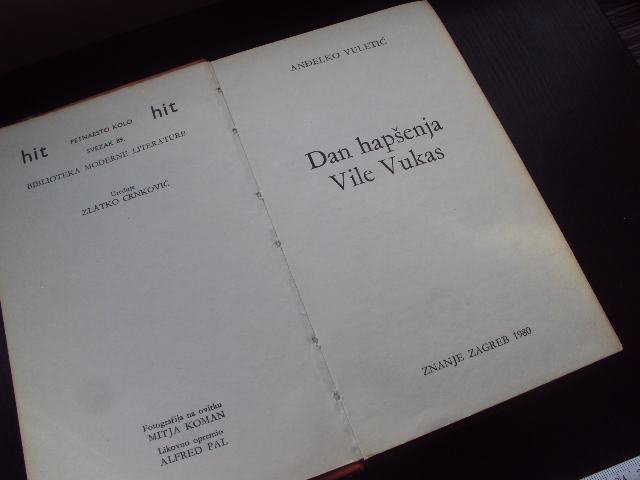 hit
PETNAESTO KOLO
hit
SVEZAK 89.
BIBLIOTEKA MODERNE LITERATURE
Uređuje
ZLATKO CRNKOVIĆ
Fotografija na ovitku
MITJA KOMAN
Likovno opremio
ALFRED PAL
ANĐELKO VULETIĆ
Dan hapšenja
Vile Vukas
ZNANJE ZAGREB 1980